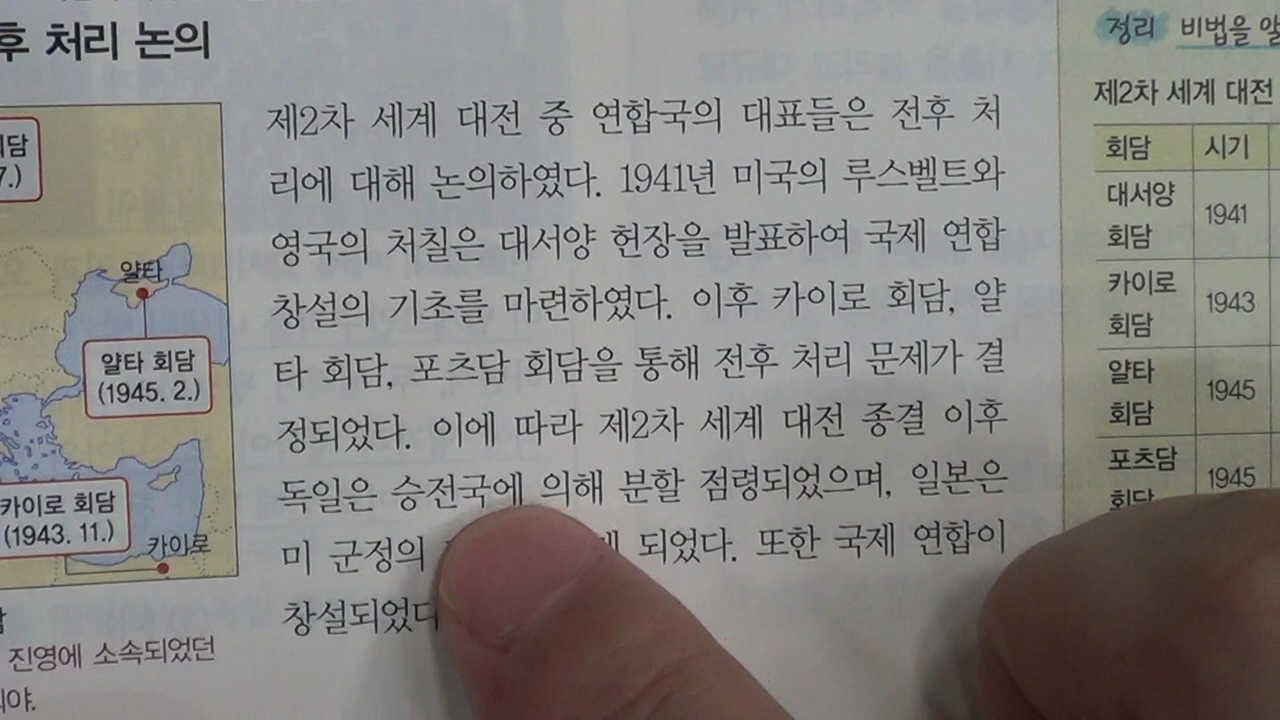 후 처리 논의
제2차 세계 대전 중 연합국의 대표들은 전후 처
리에 대해 논의하였다. 1941년 미국의 루스벨트와
영국의 처칠은 대서양 헌장을 발표하여 국제 연합
창설의 기초를 마련하였다. 이후 카이로 회담, 얄
타 회담, 포츠담 회담을 통해 전후 처리 문제가 결
정되었다. 이에 따라 제2차 세계 대전 종결 이후
독일은 승전국에 의해 분할 점령되었으며, 일본은
미 군정의 되었다. 또한 국제 연합이
창설되었다
7.)
얄타
얄타 회담
(1945. 2.)
카이로 회담
(1943. 11.)
카이로
진영에 소속되었던
정리 비법을
제2차 세계 대전
회담 시기
대서양
회담
1941
카이로
회담
1943
얄타
회담
1945
포츠담
회담
1945